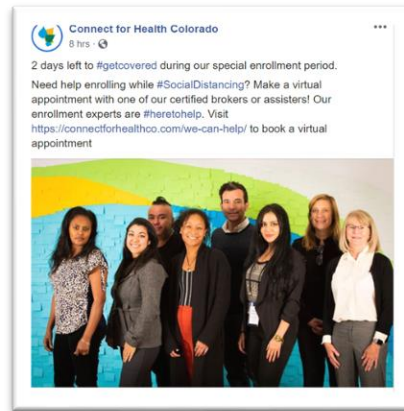 Connect for Health Colorado
8 hrs ·
2 days left to #getcovered during our special enrollment period.
Need help enrolling while #SocialDistancing? Make a virtual
appointment with one of our certified brokers or assisters! Our
enrollment experts are #heretohelp. Visit
https://connectforhealthco.com/we-can-help/ to book a virtual
appointment